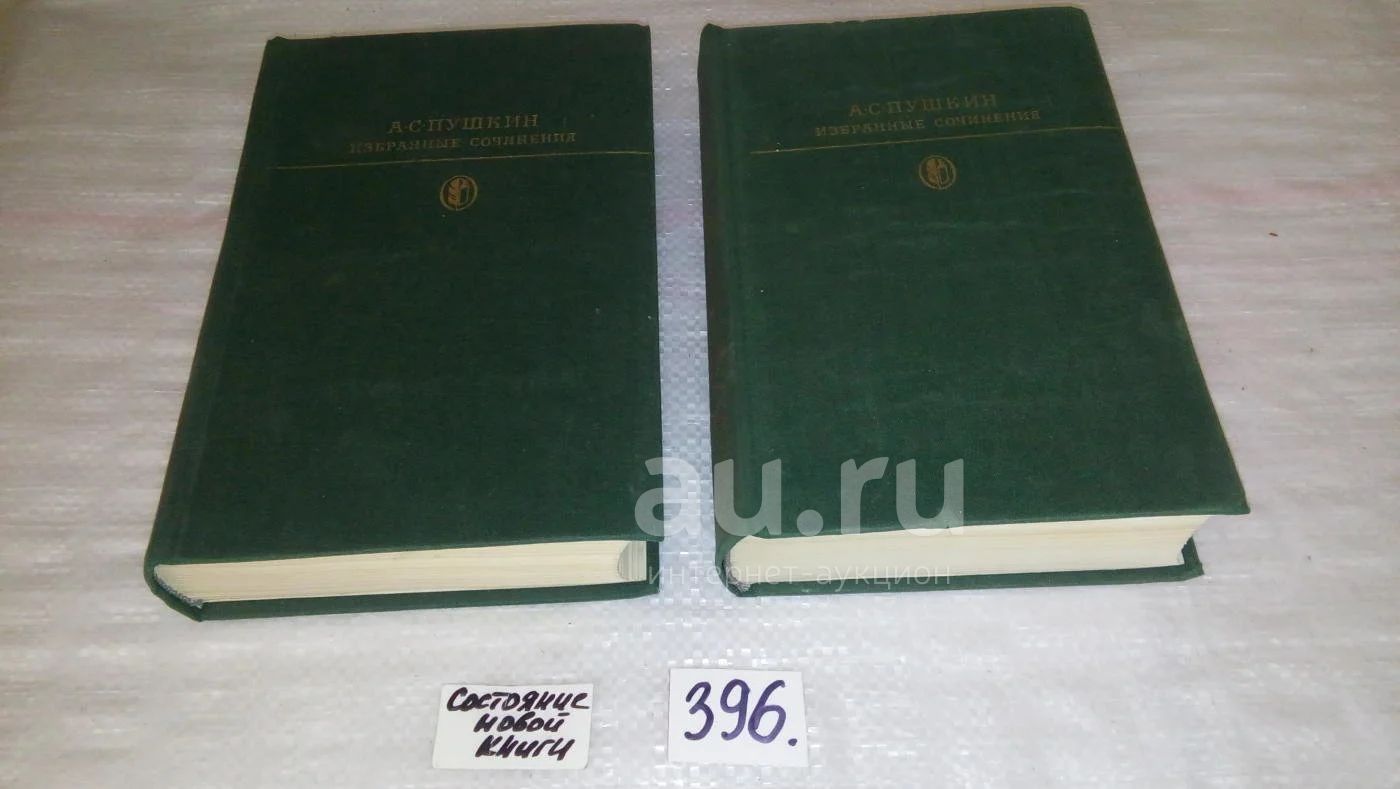 А·С·ПУШКИН
ИЗБРАННЫЕ СОЧИНЕНИЯ
А·С·ПУШКИН
ИЗБРАННЫЕ СОЧИНЕНИЯ
au.ru
интернет-аукцион
Состояние
новой
книги
396.